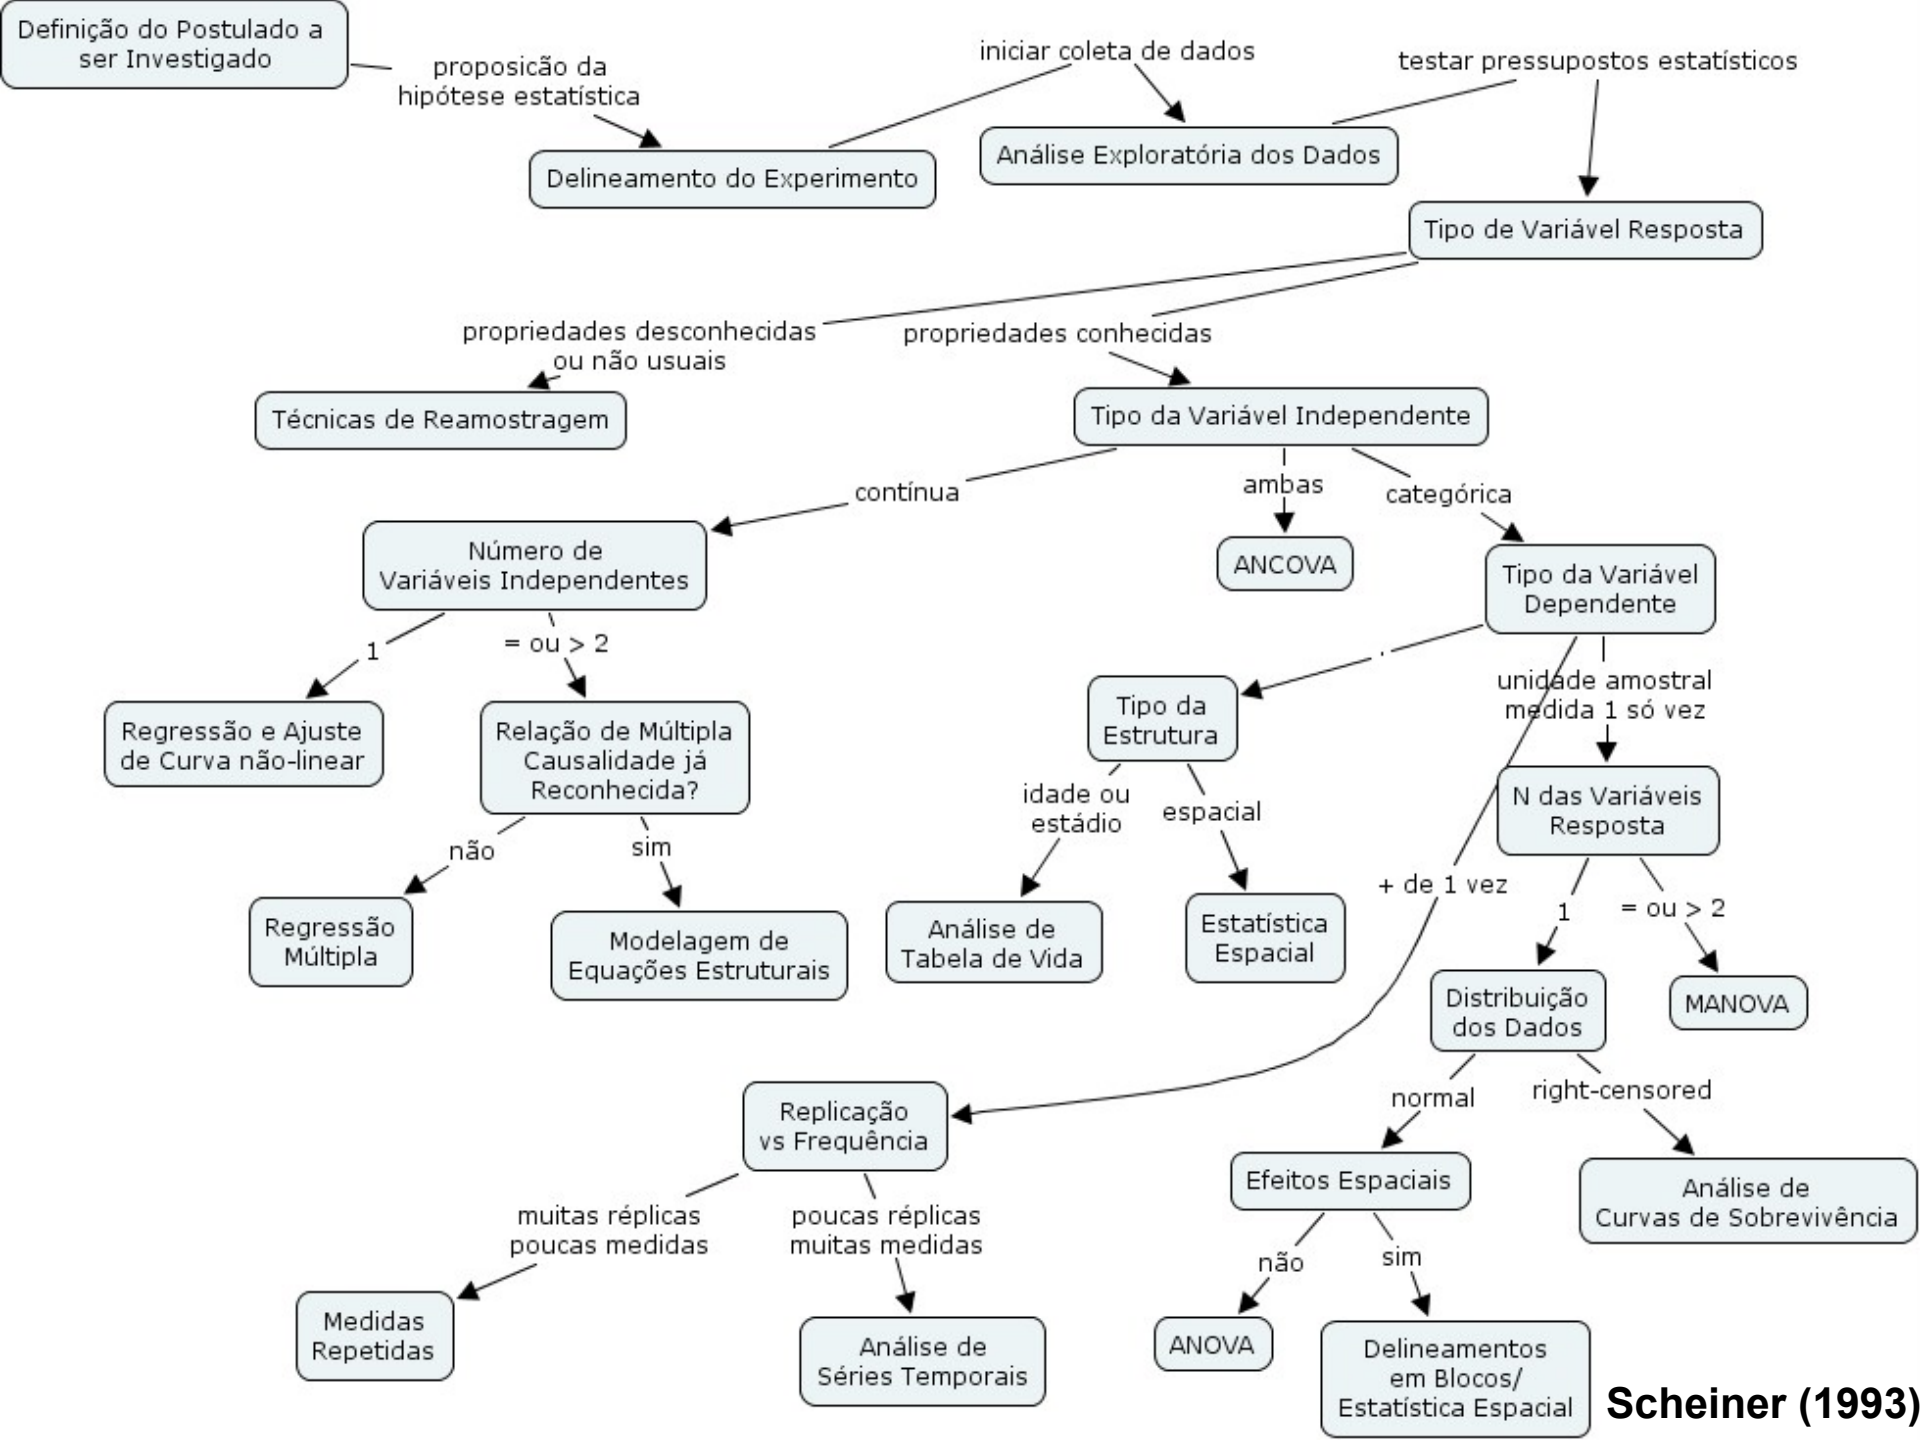 Definição do Postulado a
ser Investigado
proposicão da
hipótese estatística
iniciar coleta de dados
testar pressupostos estatísticos
Delineamento do Experimento
Análise Exploratória dos Dados
Tipo de Variável Resposta
propriedades desconhecidas
ou não usuais
propriedades conhecidas
Técnicas de Reamostragem
Tipo da Variável Independente
contínua
ambas
categórica
Número de
Variáveis Independentes
ANCOVA
Tipo da Variável
Dependente
1
= ou > 2
.
unidade amostral
medida 1 só vez
Regressão e Ajuste
de Curva não-linear
Relação de Múltipla
Causalidade já
Reconhecida?
Tipo da
Estrutura
N das Variáveis
Resposta
não
sim
idade ou
estádio
espacial
+ de 1 vez
1
= ou > 2
Regressão
Múltipla
Modelagem de
Equações Estruturais
Análise de
Tabela de Vida
Estatística
Espacial
Distribuição
dos Dados
MANOVA
normal
right-censored
Replicação
vs Frequência
Efeitos Espaciais
Análise de
Curvas de Sobrevivência
muitas réplicas
poucas medidas
poucas réplicas
muitas medidas
não
sim
Medidas
Repetidas
Análise de
Séries Temporais
ANOVA
Delineamentos
em Blocos/
Estatística Espacial
Scheiner (1993)